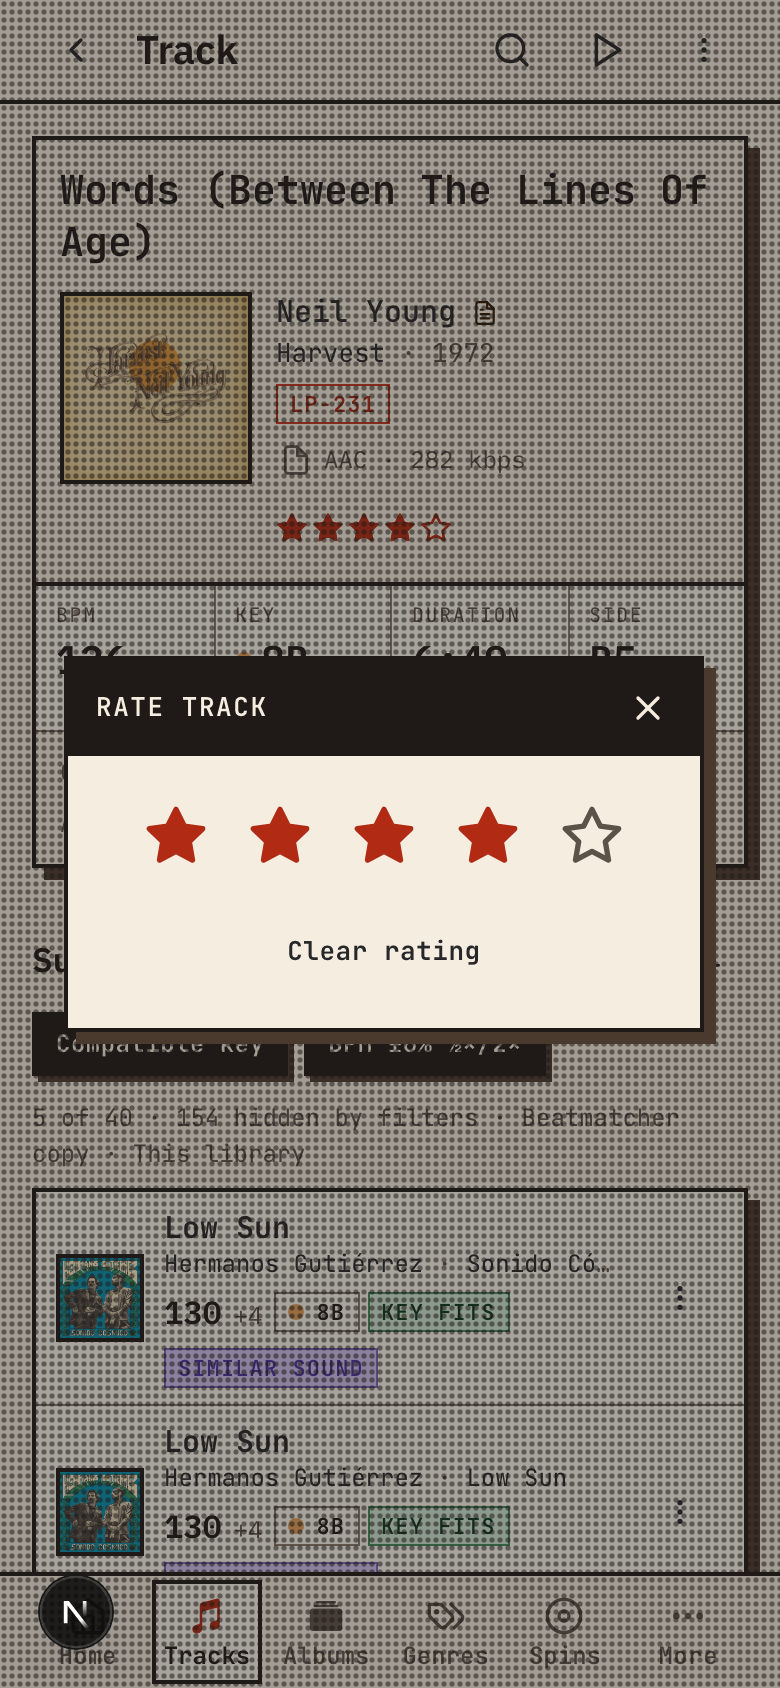 Track
Words (Between The Lines Of
Age)
Neil Young
Harvest · 1972
LP-231
AAC · 282 kbps
BPM KEY DURATION SIDE
8B
RATE TRACK
Clear rating
Compatible key
5 of 40 · 154 hidden by filters · Beatmatcher
copy · This library
Low Sun
Hermanos Gutiérrez · Sonido Có…
130 +4 8B KEY FITS
SIMILAR SOUND
Low Sun
Hermanos Gutiérrez · Low Sun
130 +4 8B KEY FITS
N
Home Tracks Albums Genres Spins More